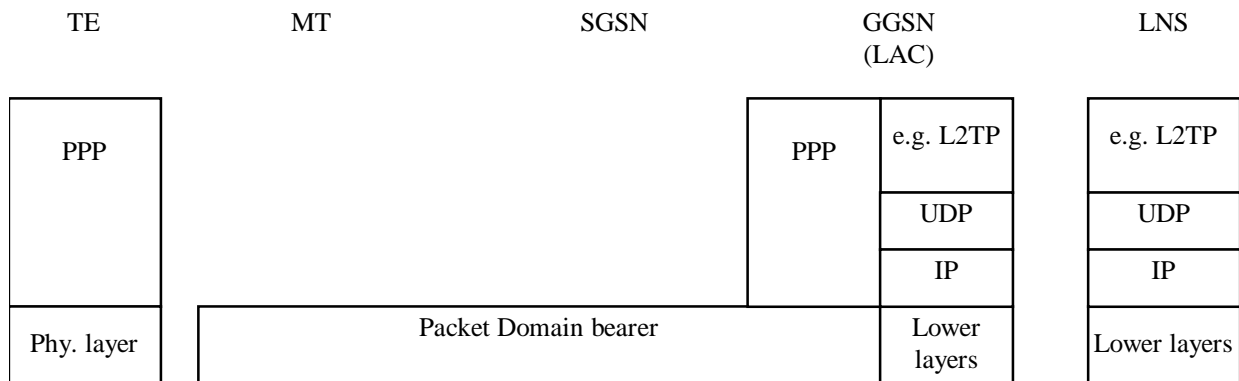 TE MT SGSN GGSN LNS
(LAC)
PPP PPP e.g. L2TP e.g. L2TP
UDP UDP
IP IP
Phy. layer Packet Domain bearer Lower layers Lower layers